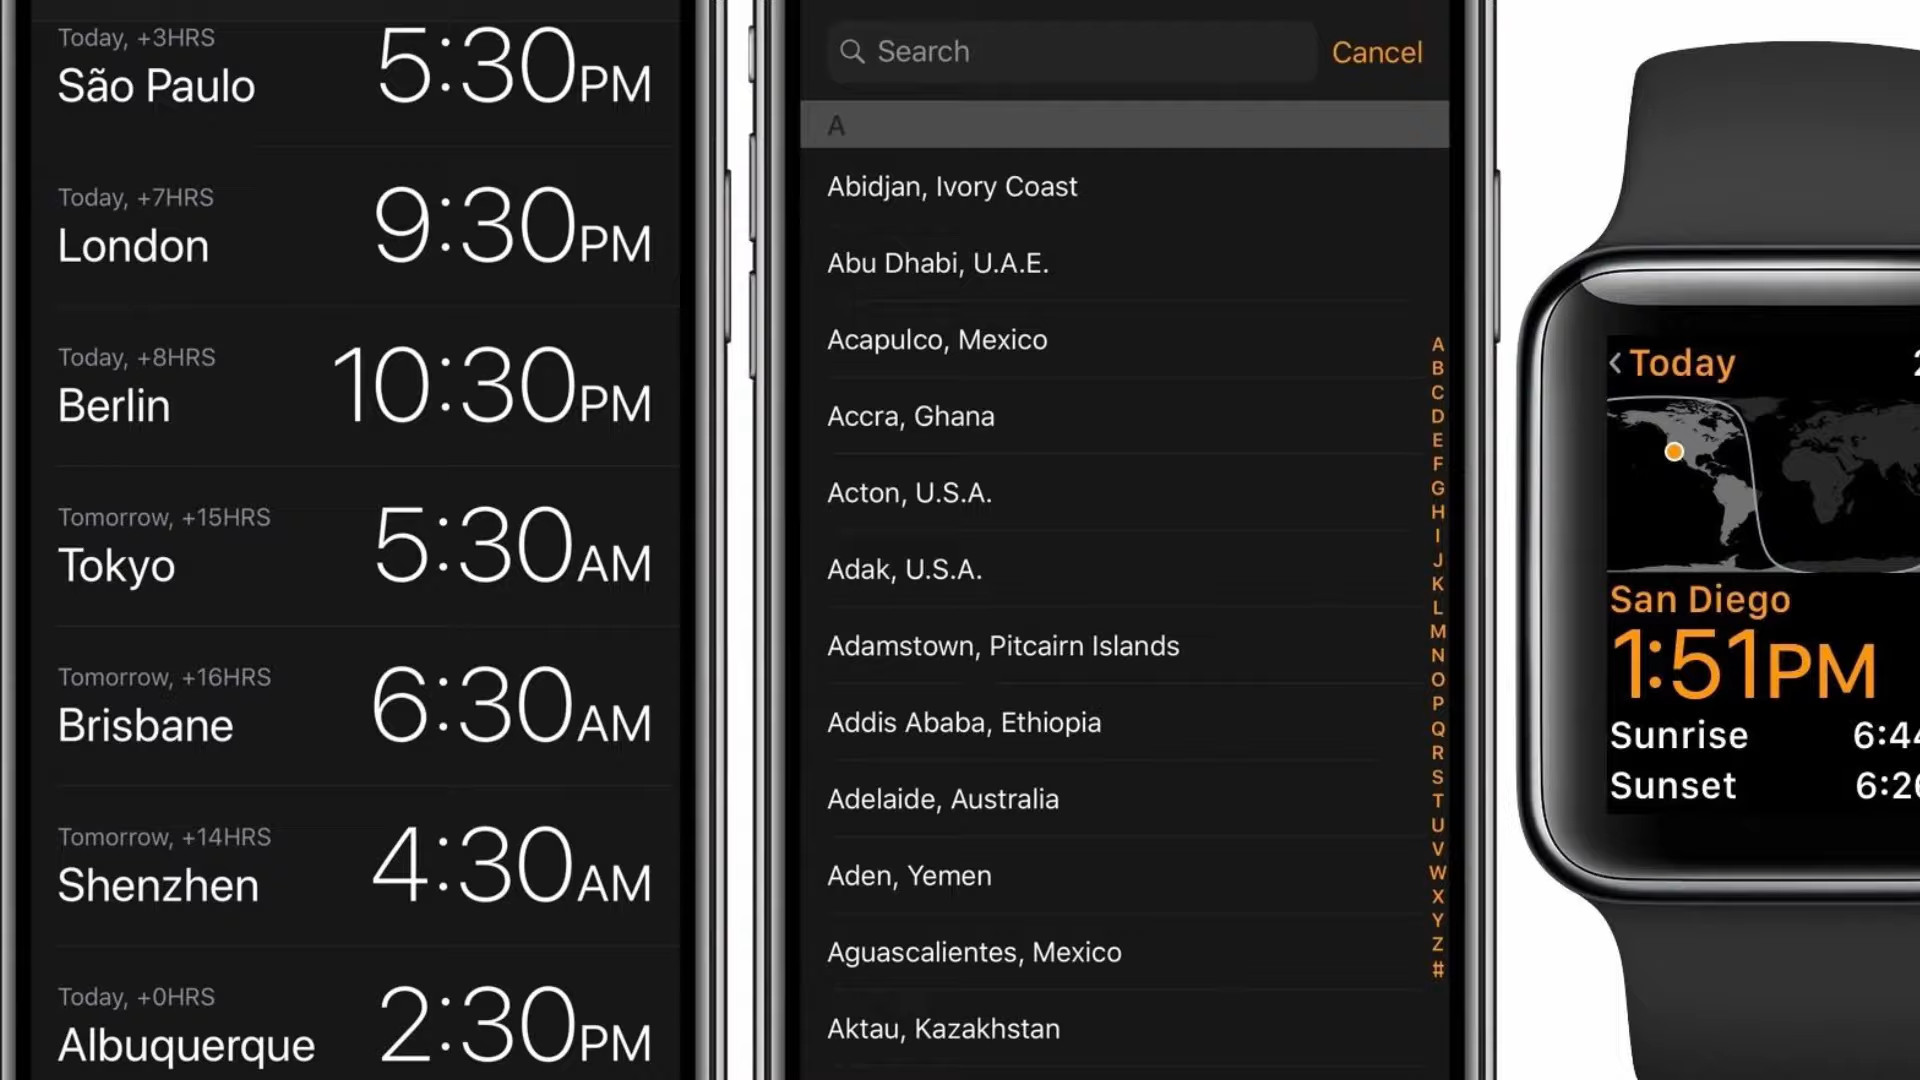 Today, +3HRS
São Paulo 5:30PM
Today, +7HRS
London 9:30PM
Today, +8HRS
Berlin 10:30PM
Tomorrow, +15HRS
Tokyo 5:30AM
Tomorrow, +16HRS
Brisbane 6:30AM
Tomorrow, +14HRS
Shenzhen 4:30AM
Today, +0HRS
Albuquerque 2:30PM
Search Cancel
A
Abidjan, Ivory Coast
Abu Dhabi, U.A.E.
Acapulco, Mexico
Accra, Ghana
Acton, U.S.A.
Adak, U.S.A.
Adamstown, Pitcairn Islands
Addis Ababa, Ethiopia
Adelaide, Australia
Aden, Yemen
Aguascalientes, Mexico
Aktau, Kazakhstan
A
B
C
D
E
F
G
H
I
J
K
L
M
N
O
P
Q
R
S
T
U
V
W
X
Y
Z
#
Today
San Diego
1:51PM
Sunrise
Sunset